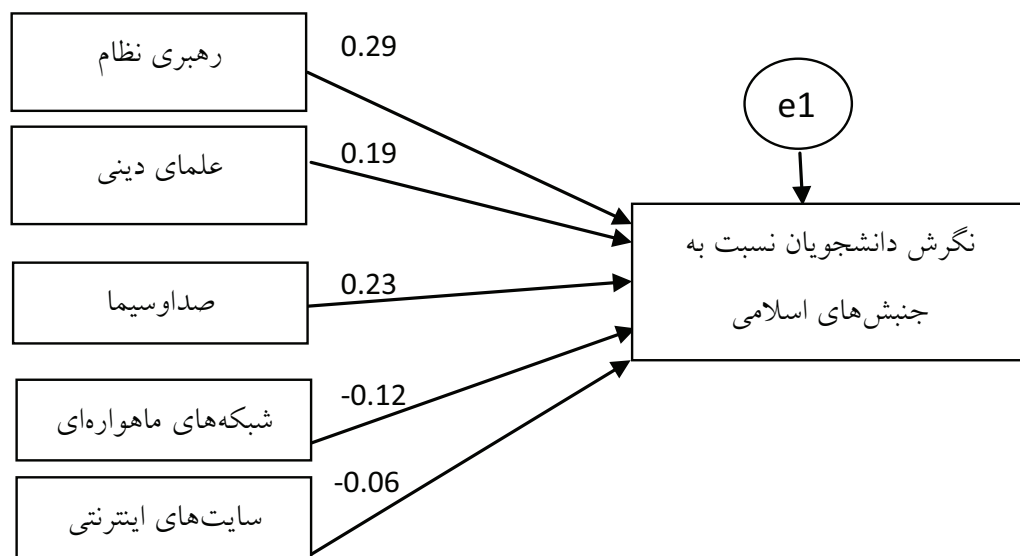 رهبری نظام
0.29
e1
علمای دینی
0.19
نگرش دانشجویان نسبت به
جنبش‌های اسلامی
صداوسیما
0.23
شبکه‌های ماهواره‌ای
-0.12
سایت‌های اینترنتی
-0.06